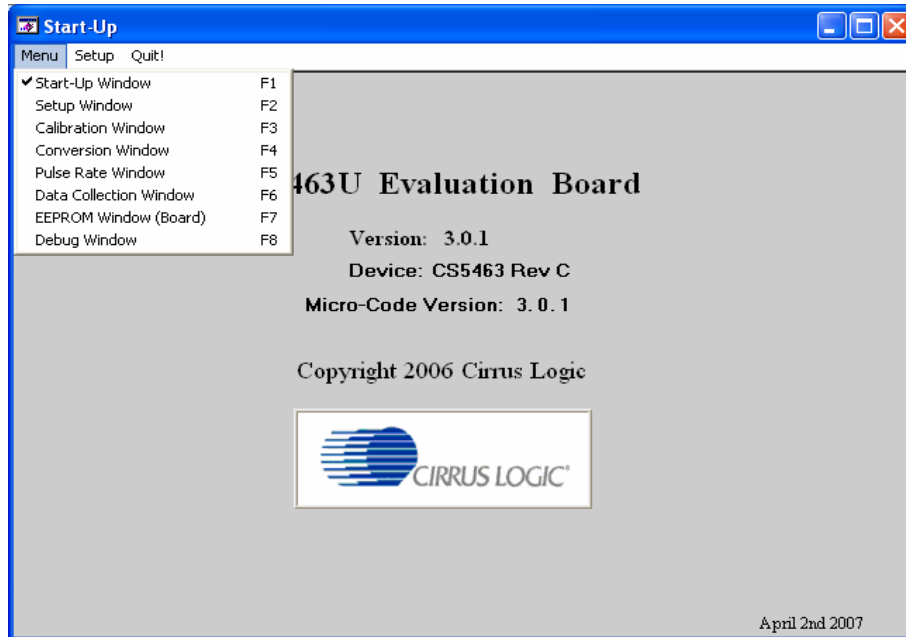 Start-Up
Menu Setup Quit!
Start-Up Window F1
Setup Window F2
Calibration Window F3
Conversion Window F4
Pulse Rate Window F5
Data Collection Window F6
EEPROM Window (Board) F7
Debug Window F8
463U Evaluation Board
Version: 3.0.1
Device: CS5463 Rev C
Micro-Code Version: 3.0.1
Copyright 2006 Cirrus Logic
CIRRUS LOGIC®
April 2nd 2007